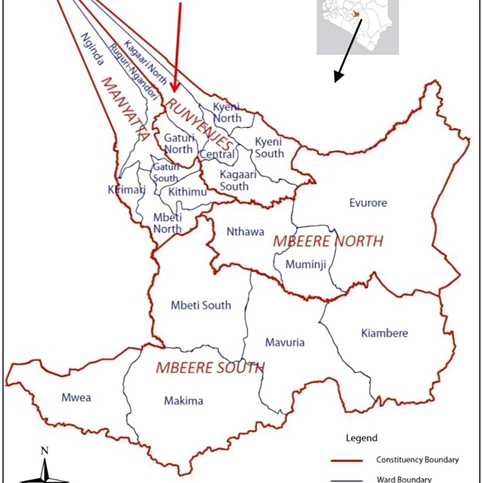 Nginda
Ruguri-Ngandori
Kagaari North
MANYATTA
RUNYENJES
Kyeni
North
Gaturi
North
Central
Kyeni
South
Gaturi
South
Kagaari
South
Kirimari
Kithimu
Mbeti
North
Evurore
Nthawa
MBEERE NORTH
Muminji
Mbeti South
Mavuria
Kiambere
MBEERE SOUTH
Mwea
Makima
Legend
Constituency Boundary
Ward Boundary
N